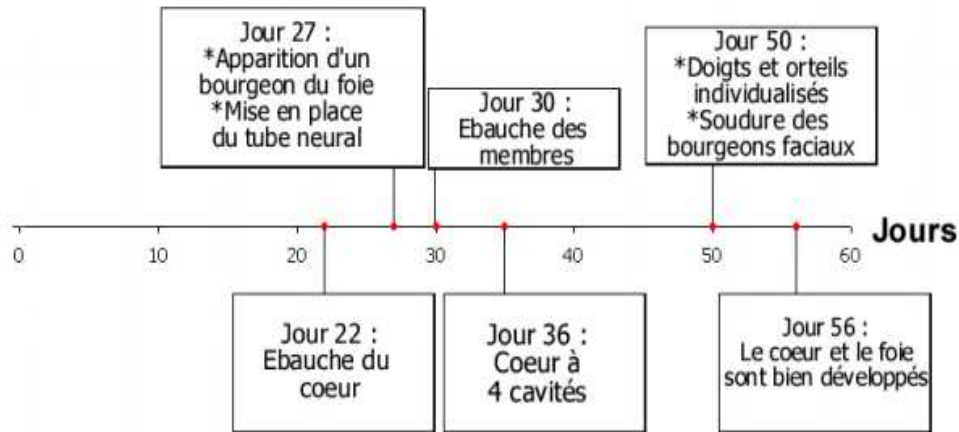 Jour 27 :
*Apparition d'un
bourgeon du foie
*Mise en place
du tube neural
Jour 30 :
Ebauche des
membres
Jour 50 :
*Doigts et orteils
individualisés
*Soudure des
bourgeons faciaux
Jours
0 10 20 30 40 50 60
Jour 22 :
Ebauche du
coeur
Jour 36 :
Coeur à
4 cavités
Jour 56 :
Le coeur et le foie
sont bien développés